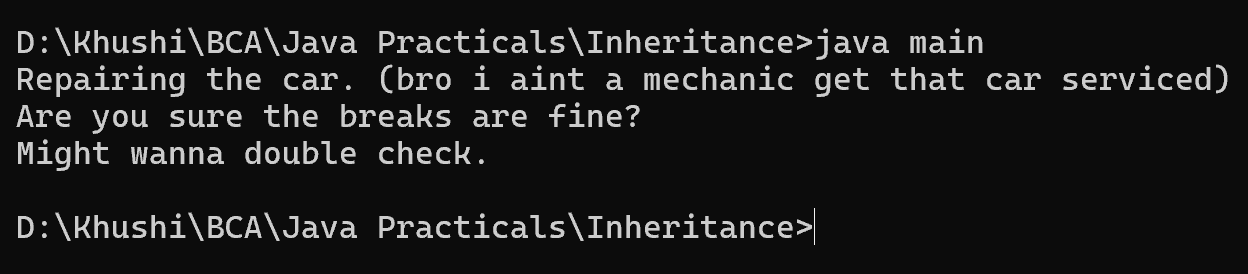 D:\Khushi\BCA\Java Practicals\Inheritance>java main
Repairing the car. (bro i aint a mechanic get that car serviced)
Are you sure the breaks are fine?
Might wanna double check.
D:\Khushi\BCA\Java Practicals\Inheritance>